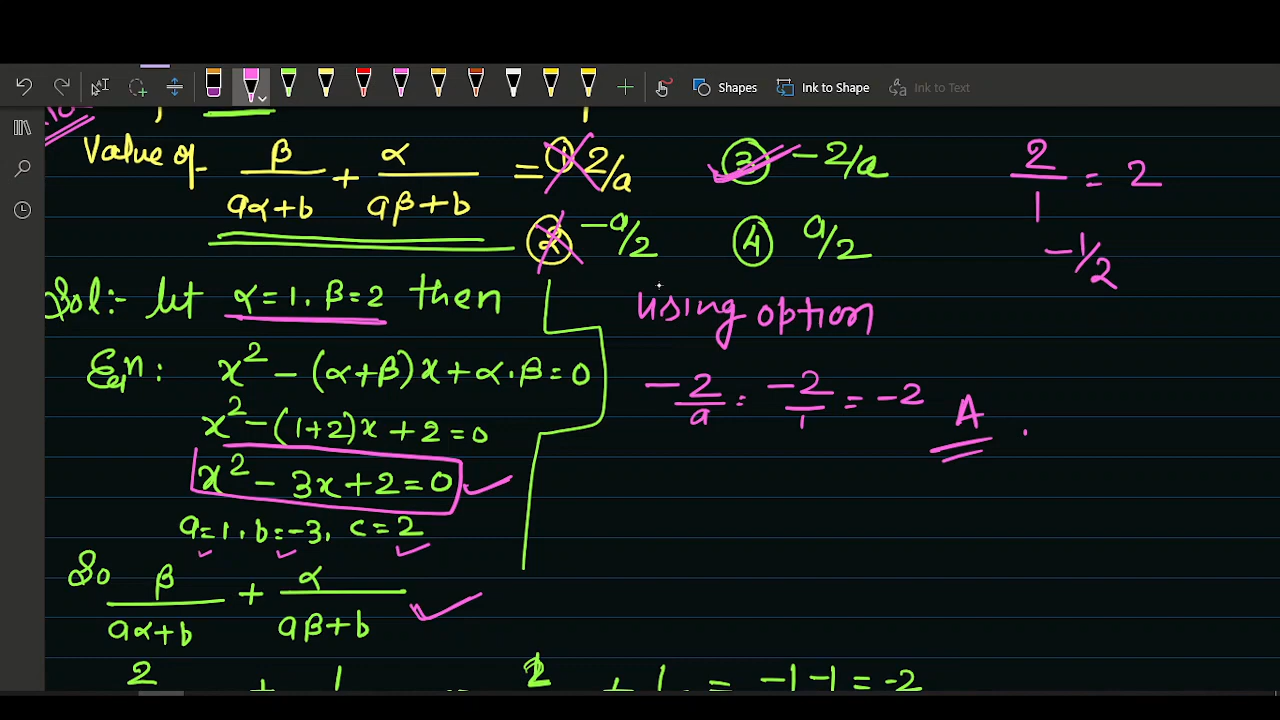 Shapes Ink to Shape Ink to Text
Value of β/(aα+b) + α/(aβ+b) = ① 2/a ③ -2/a
② -a/2 ④ a/2
2/1 = 2
-1/2
Sol:- let α=1, β=2 then
Eqn: x² - (α+β)x + α.β = 0
x² - (1+2)x + 2 = 0
x² - 3x + 2 = 0
a=1, b=-3, c=2
So β/(aα+b) + α/(aβ+b)
2 + 1 = 1 + 1 = -1-1 = -2
using option
-2/a = -2/1 = -2 A